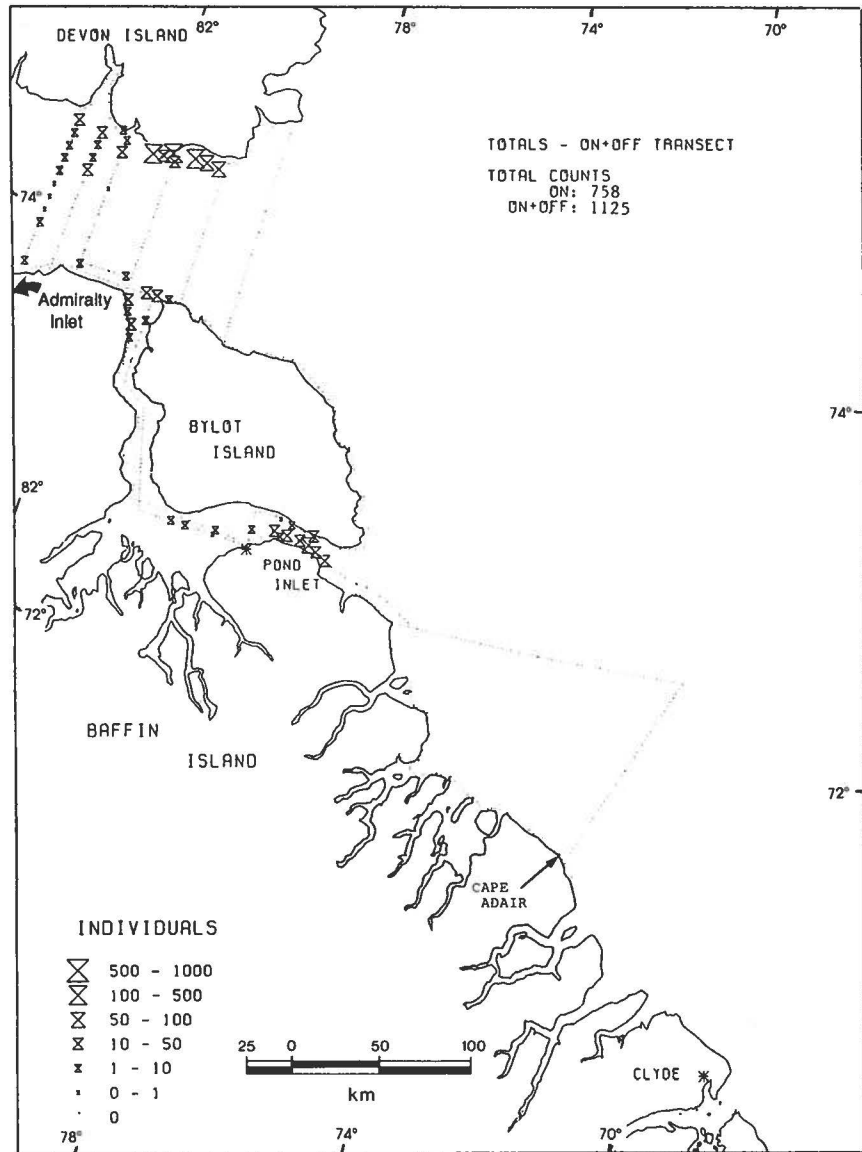 82°
78°
74°
70°
DEVON ISLAND
TOTALS - ON+OFF TRANSECT
TOTAL COUNTS
ON: 758
ON+OFF: 1125
74°
Admiralty
Inlet
74°
BYLOT
ISLAND
82°
POND
INLET
72°
BAFFIN
ISLAND
72°
CAPE
ADAIR
INDIVIDUALS
500 - 1000
100 - 500
50 - 100
10 - 50
1 - 10
0 - 1
0
25 0 50 100
km
CLYDE
78°
74°
70°